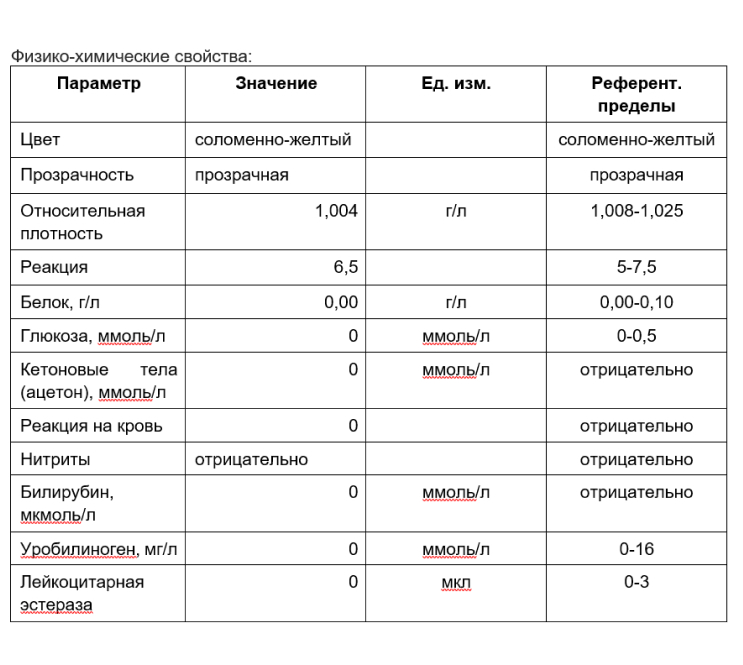 Физико-химические свойства:
Параметр Значение Ед. изм. Референт.
пределы
Цвет соломенно-желтый соломенно-желтый
Прозрачность прозрачная прозрачная
Относительная 1,004 г/л 1,008-1,025
плотность
Реакция 6,5 5-7,5
Белок, г/л 0,00 г/л 0,00-0,10
Глюкоза, ммоль/л 0 ммоль/л 0-0,5
Кетоновые тела 0 ммоль/л отрицательно
(ацетон), ммоль/л
Реакция на кровь 0 отрицательно
Нитриты отрицательно отрицательно
Билирубин, 0 ммоль/л отрицательно
мкмоль/л
Уробилиноген, мг/л 0 ммоль/л 0-16
Лейкоцитарная 0 мкл 0-3
эстераза